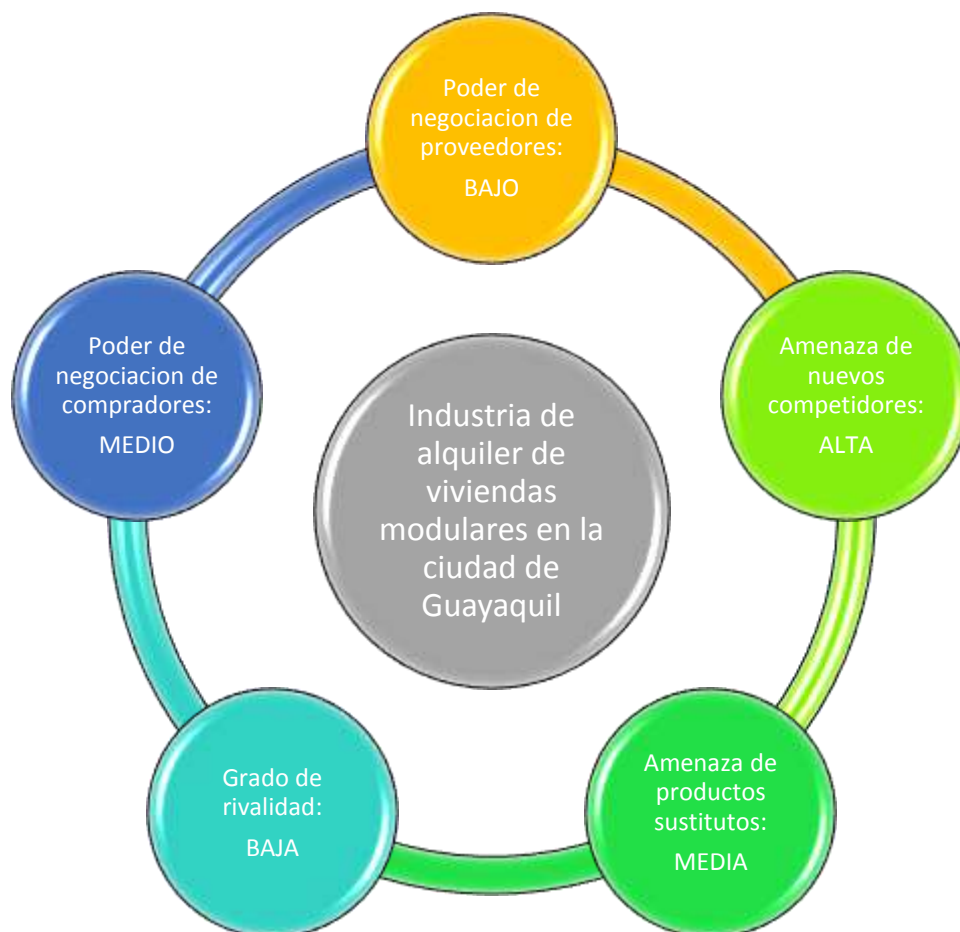 Poder de
negociacion de
proveedores:
BAJO
Amenaza de
nuevos
competidores:
ALTA
Amenaza de
productos
sustitutos:
MEDIA
Grado de
rivalidad:
BAJA
Poder de
negociacion de
compradores:
MEDIO
Industria de
alquiler de
viviendas
modulares en la
ciudad de
Guayaquil